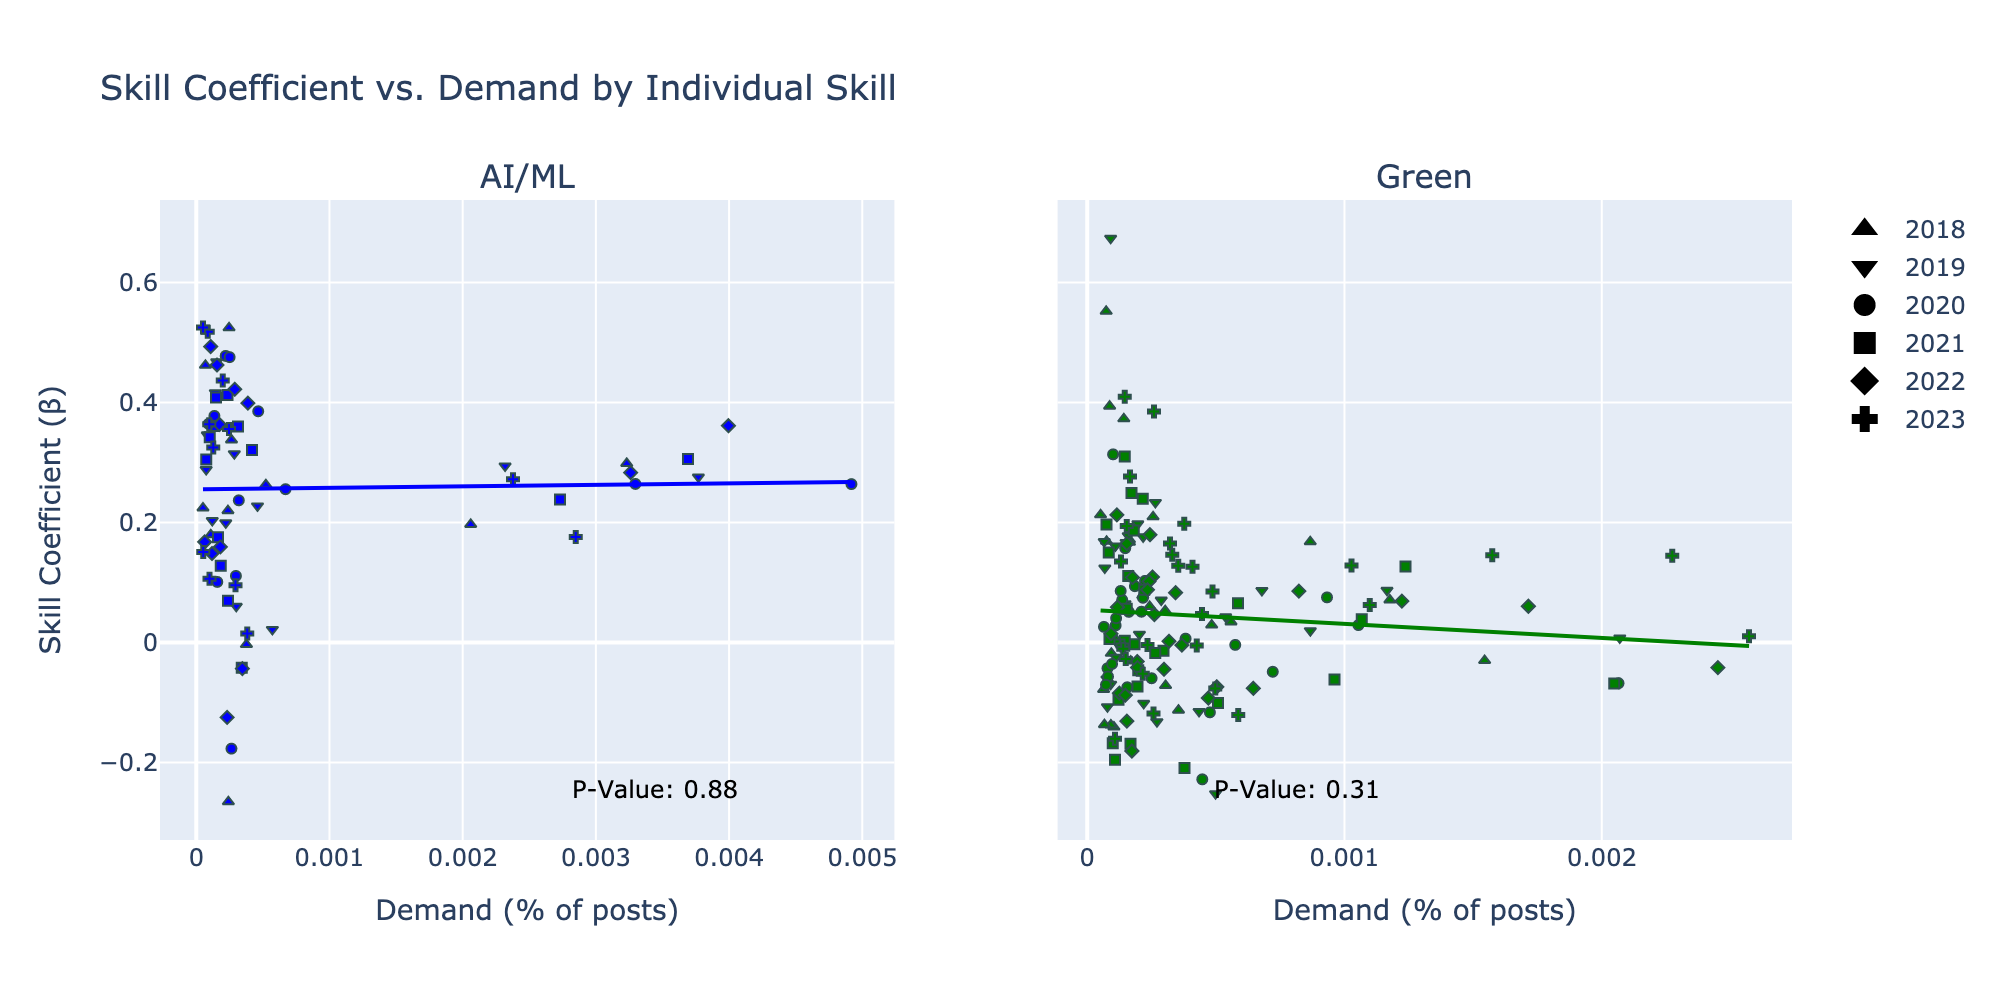 Skill Coefficient vs. Demand by Individual Skill
AI/ML
Green
2018
2019
2020
2021
2022
2023
Skill Coefficient (β)
0.6
0.4
0.2
0
−0.2
P-Value: 0.88
P-Value: 0.31
0 0.001 0.002 0.003 0.004 0.005
0 0.001 0.002
Demand (% of posts)
Demand (% of posts)